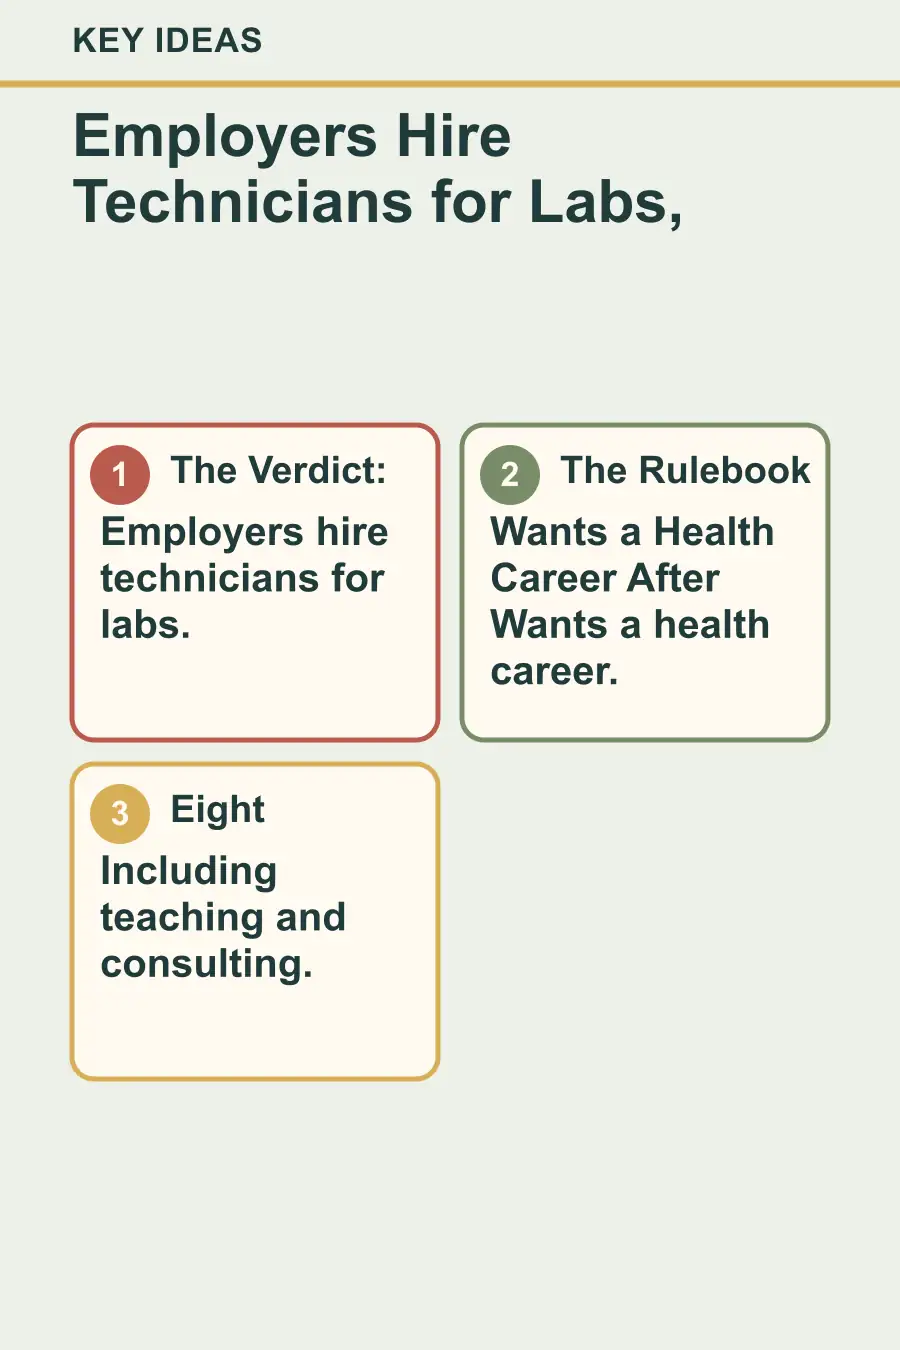 KEY IDEAS
Employers Hire
Technicians for Labs,
1 The Verdict:
Employers hire
technicians for
labs.
2 The Rulebook
Wants a Health
Career After
Wants a health
career.
3 Eight
Including
teaching and
consulting.